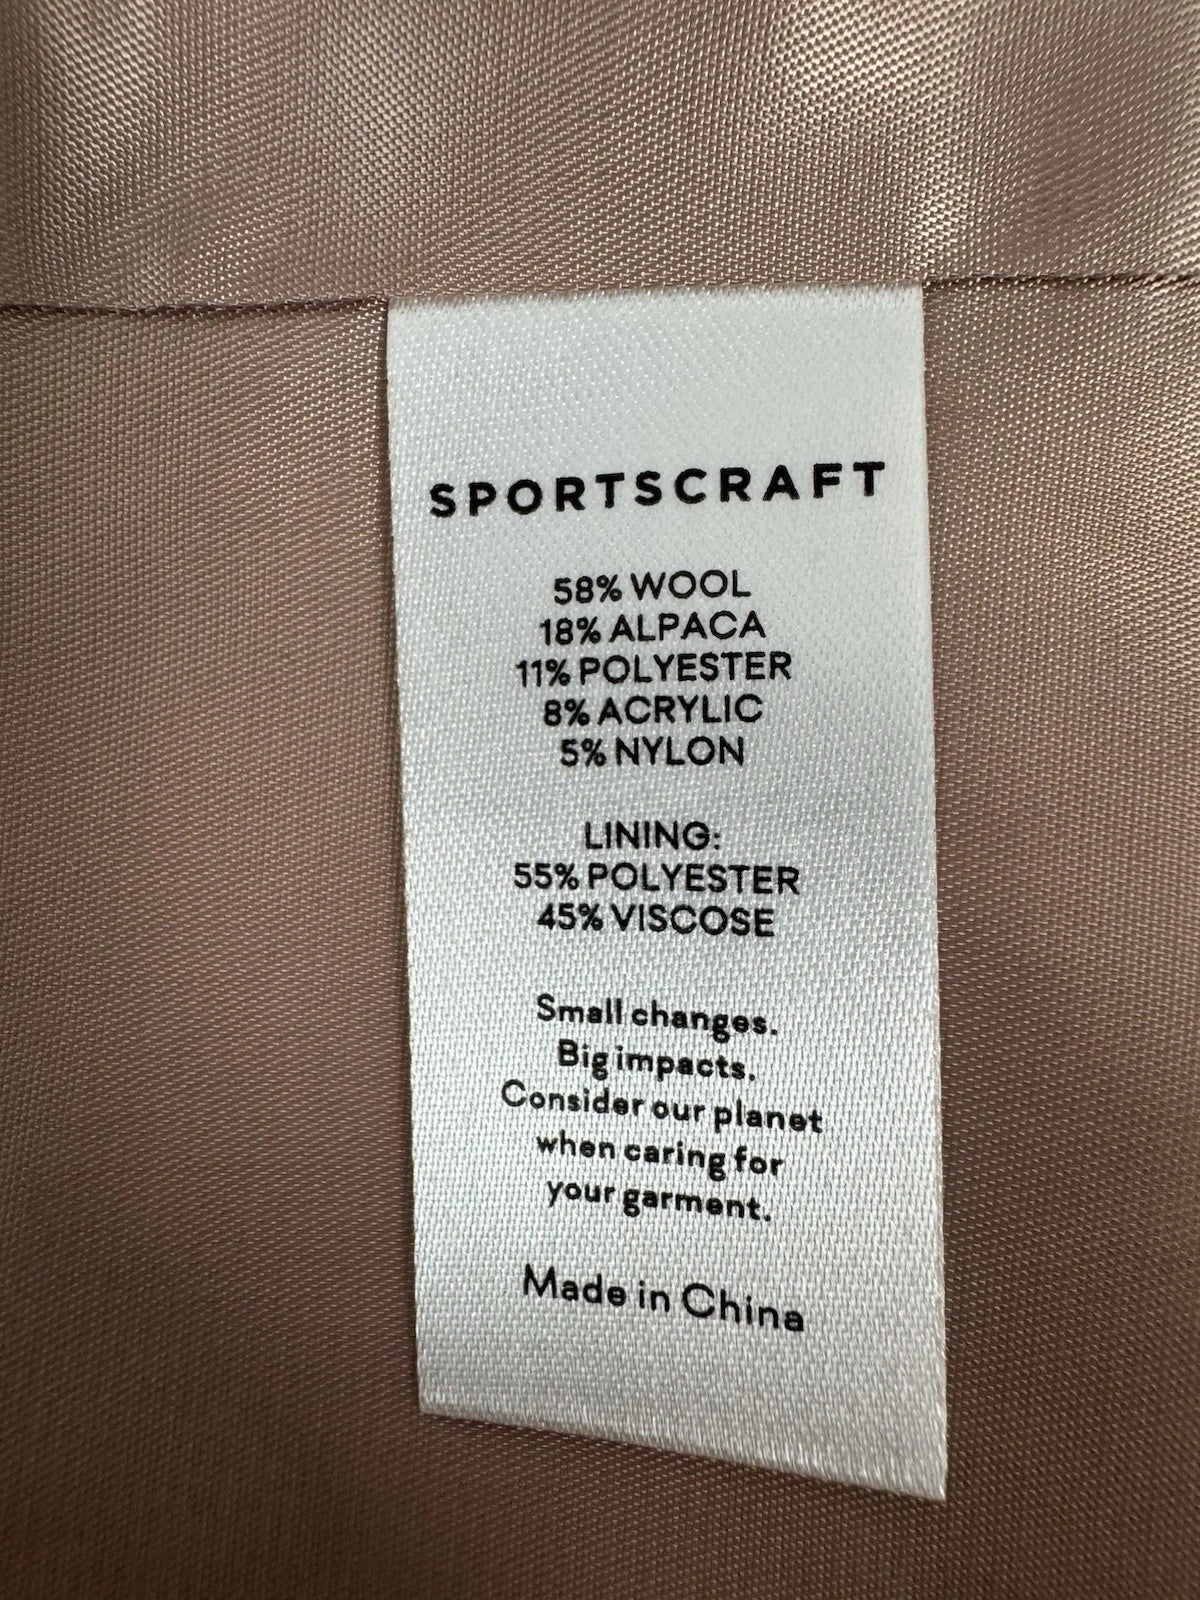 SPORTSCRAFT
58% WOOL
18% ALPACA
11% POLYESTER
8% ACRYLIC
5% NYLON
LINING:
55% POLYESTER
45% VISCOSE
Small changes.
Big impacts.
Consider our planet
when caring for
your garment.
Made in China